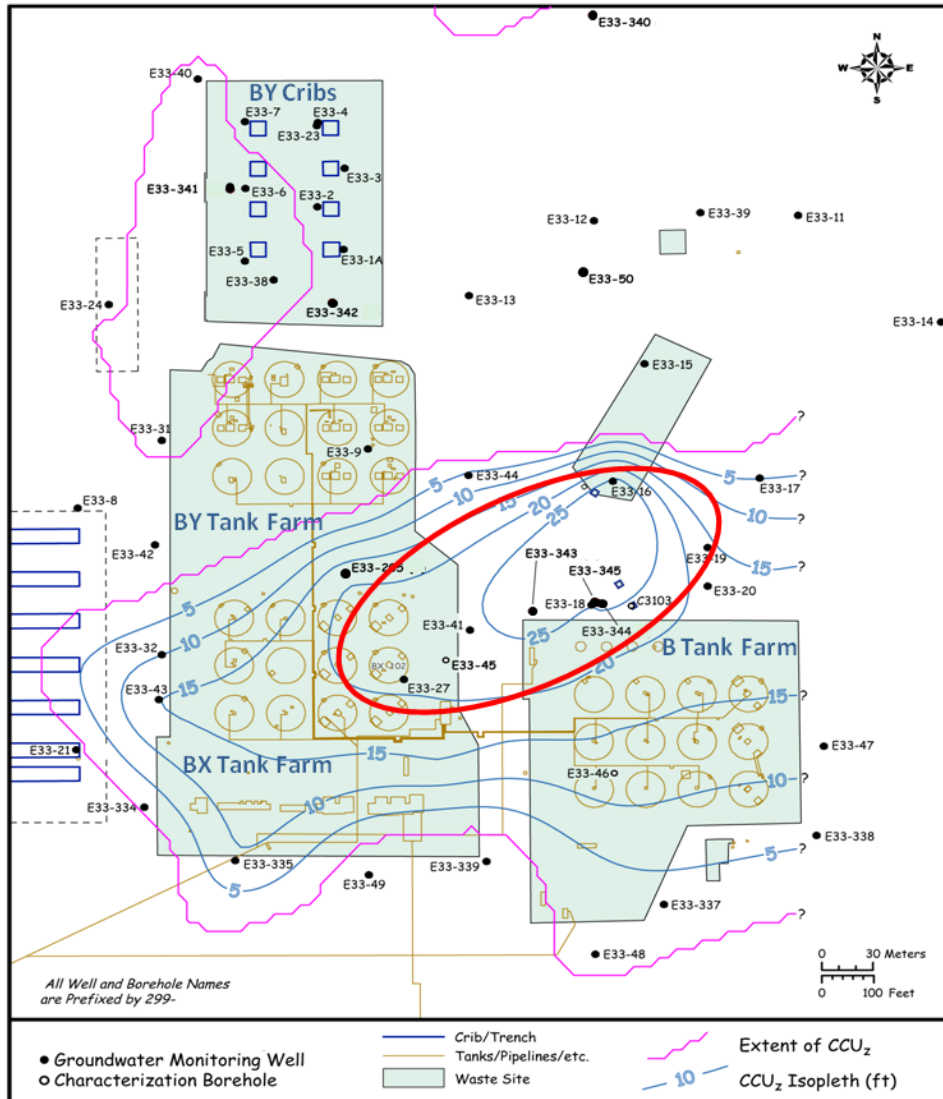 E33-340
N
W
E
S
E33-40
BY Cribs
E33-7
E33-4
E33-23
E33-3
E33-341
E33-6
E33-2
E33-12
E33-39
E33-11
E33-5
E33-1A
E33-38
E33-50
E33-24
E33-342
E33-13
E33-14
E33-15
E33-31
?
E33-9
E33-44
5
5
E33-17
?
E33-8
10
15
20
25
E33-16
10
?
BY Tank Farm
E33-42
E33-343
E33-345
E33-19
15
?
5
E33-205
E33-20
10
E33-18
C3103
E33-41
E33-344
25
15
E33-32
E33-45
20
B Tank Farm
BX-102
E33-43
E33-27
15
?
E33-21
15
E33-47
BX Tank Farm
E33-46
10
?
E33-334
10
E33-338
E33-335
E33-339
5
?
5
E33-49
E33-337
?
E33-48
0 30 Meters
0 100 Feet
All Well and Borehole Names
are Prefixed by 299-
Groundwater Monitoring Well
Characterization Borehole
Crib/Trench
Tanks/Pipelines/etc.
Waste Site
Extent of CCUz
10 CCUz Isopleth (ft)